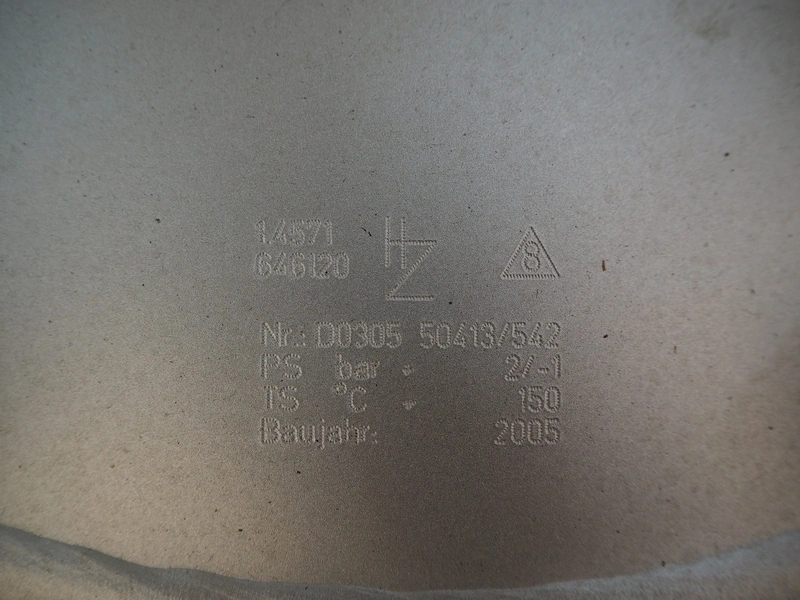 1.4571
646120
HZ
8
Nr.: D0305 50413/542
PS bar 2/-1
TS °C 150
Baujahr: 2005